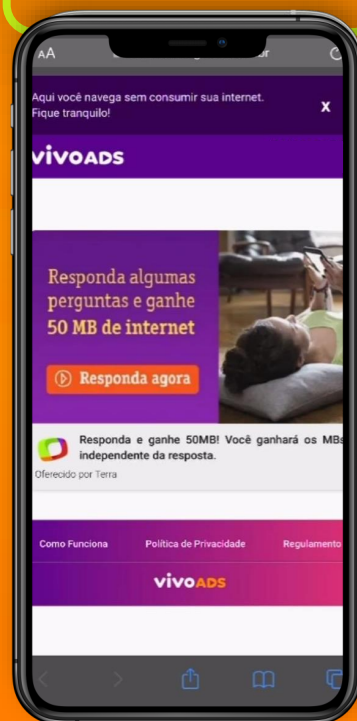 AA
Aqui você navega sem consumir sua internet.
Fique tranquilo!
X
vivoADS
Responda algumas
perguntas e ganhe
50 MB de internet
Responda agora
Responda e ganhe 50MB! Você ganhará os MBs
independente da resposta.
Oferecido por Terra
Como Funciona Política de Privacidade Regulamento
vivoADS